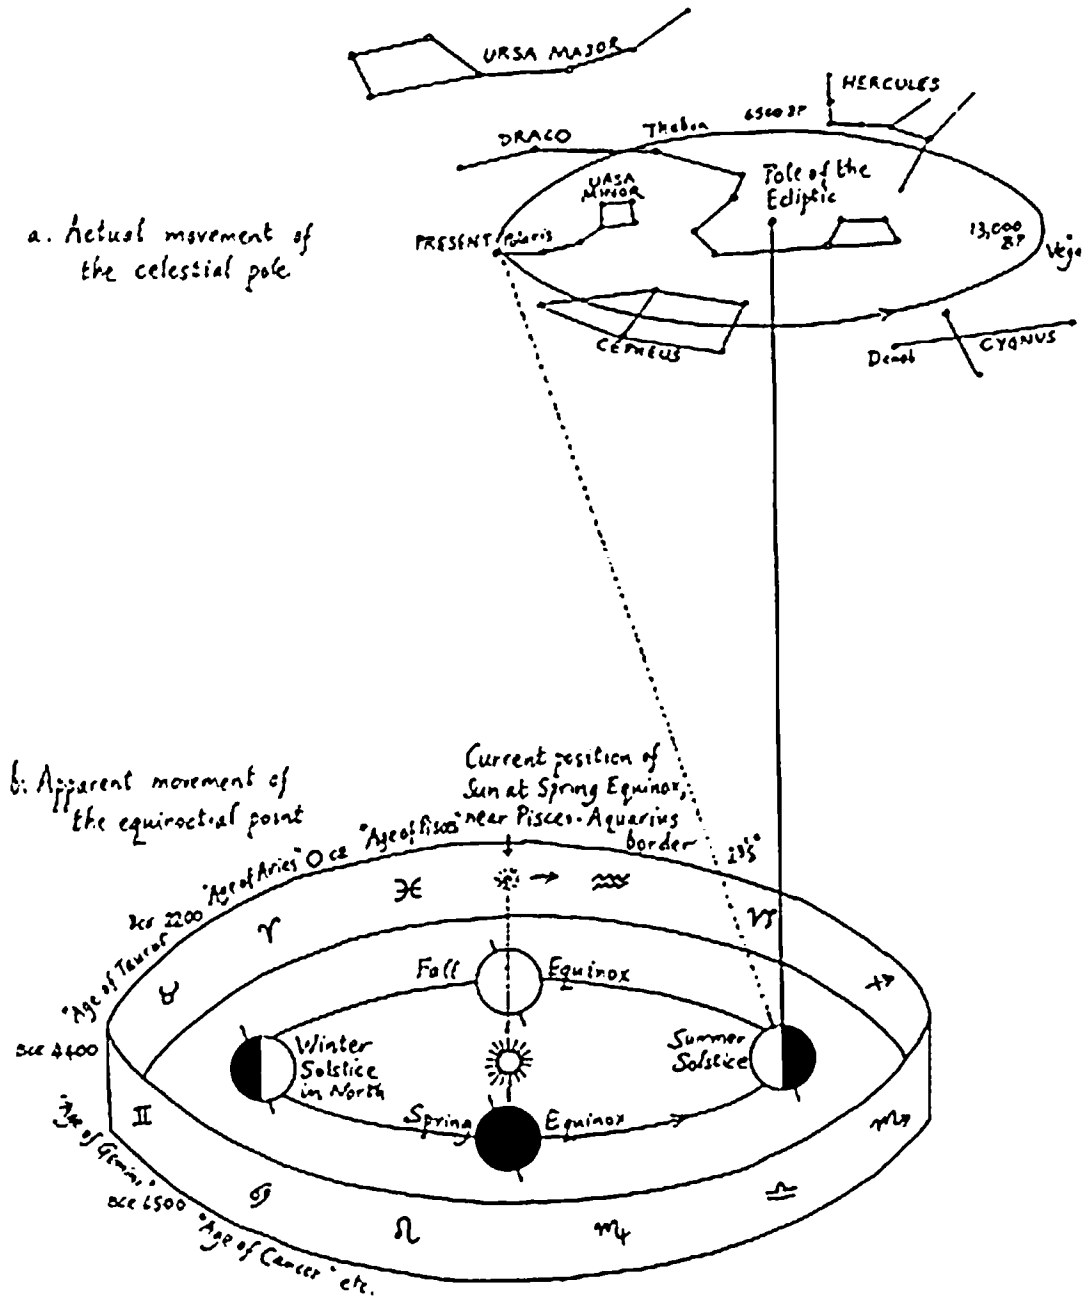 URSA MAJOR
HERCULES
6500 BP
Thuban
DRACO
Pole of the
Ecliptic
URSA
MINOR
a. Actual movement of
the celestial pole
PRESENT
Polaris
13,000
BP
Vega
CEPHEUS
Deneb
CYGNUS
b. Apparent movement of
the equinoctial point
Current position of
Sun at Spring Equinox,
near Pisces-Aquarius
border
"Age of Pisces"
0 CE
"Age of Aries"
BCE 2200
"Age of Taurus"
BCE 4400
"Age of Gemini"
BCE 6500
"Age of Cancer" etc.
♓ ♒
♈ ♑
♉ ♐
Fall Equinox
Winter
Solstice
in North
Summer
Solstice
Spring Equinox
♊ ♏
♋ ♎
♌ ♍